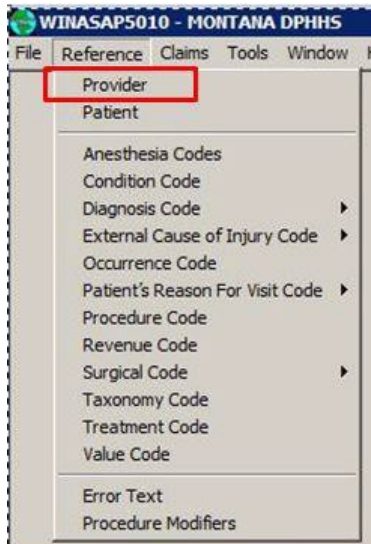 WINASAP5010 - MONTANA DPHHS
File Reference Claims Tools Window
Provider
Patient
Anesthesia Codes
Condition Code
Diagnosis Code
External Cause of Injury Code
Occurrence Code
Patient's Reason For Visit Code
Procedure Code
Revenue Code
Surgical Code
Taxonomy Code
Treatment Code
Value Code
Error Text
Procedure Modifiers